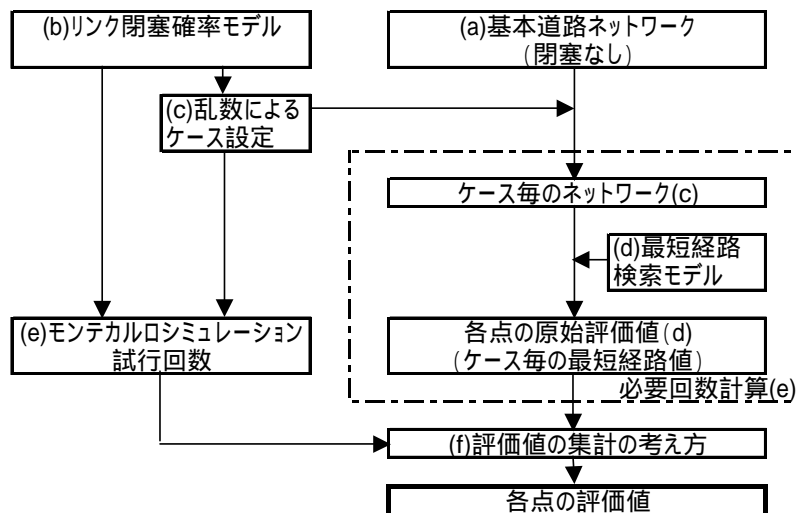 (b)リンク閉塞確率モデル
(a)基本道路ネットワーク
(閉塞なし)
(c)乱数による
ケース設定
ケース毎のネットワーク(c)
(d)最短経路
検索モデル
(e)モンテカルロシミュレーション
試行回数
各点の原始評価値(d)
(ケース毎の最短経路値)
必要回数計算(e)
(f)評価値の集計の考え方
各点の評価値